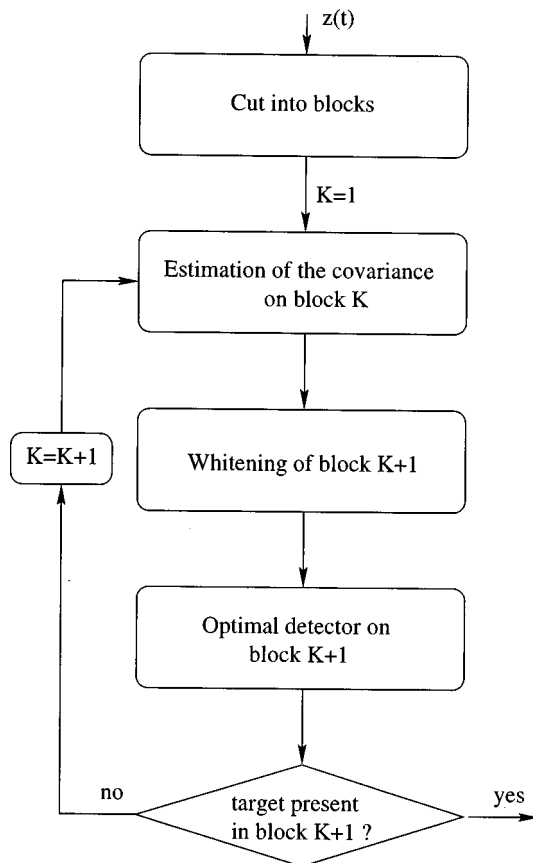 z(t)
Cut into blocks
K=1
Estimation of the covariance
on block K
K=K+1
Whitening of block K+1
Optimal detector on
block K+1
no
target present
in block K+1 ?
yes